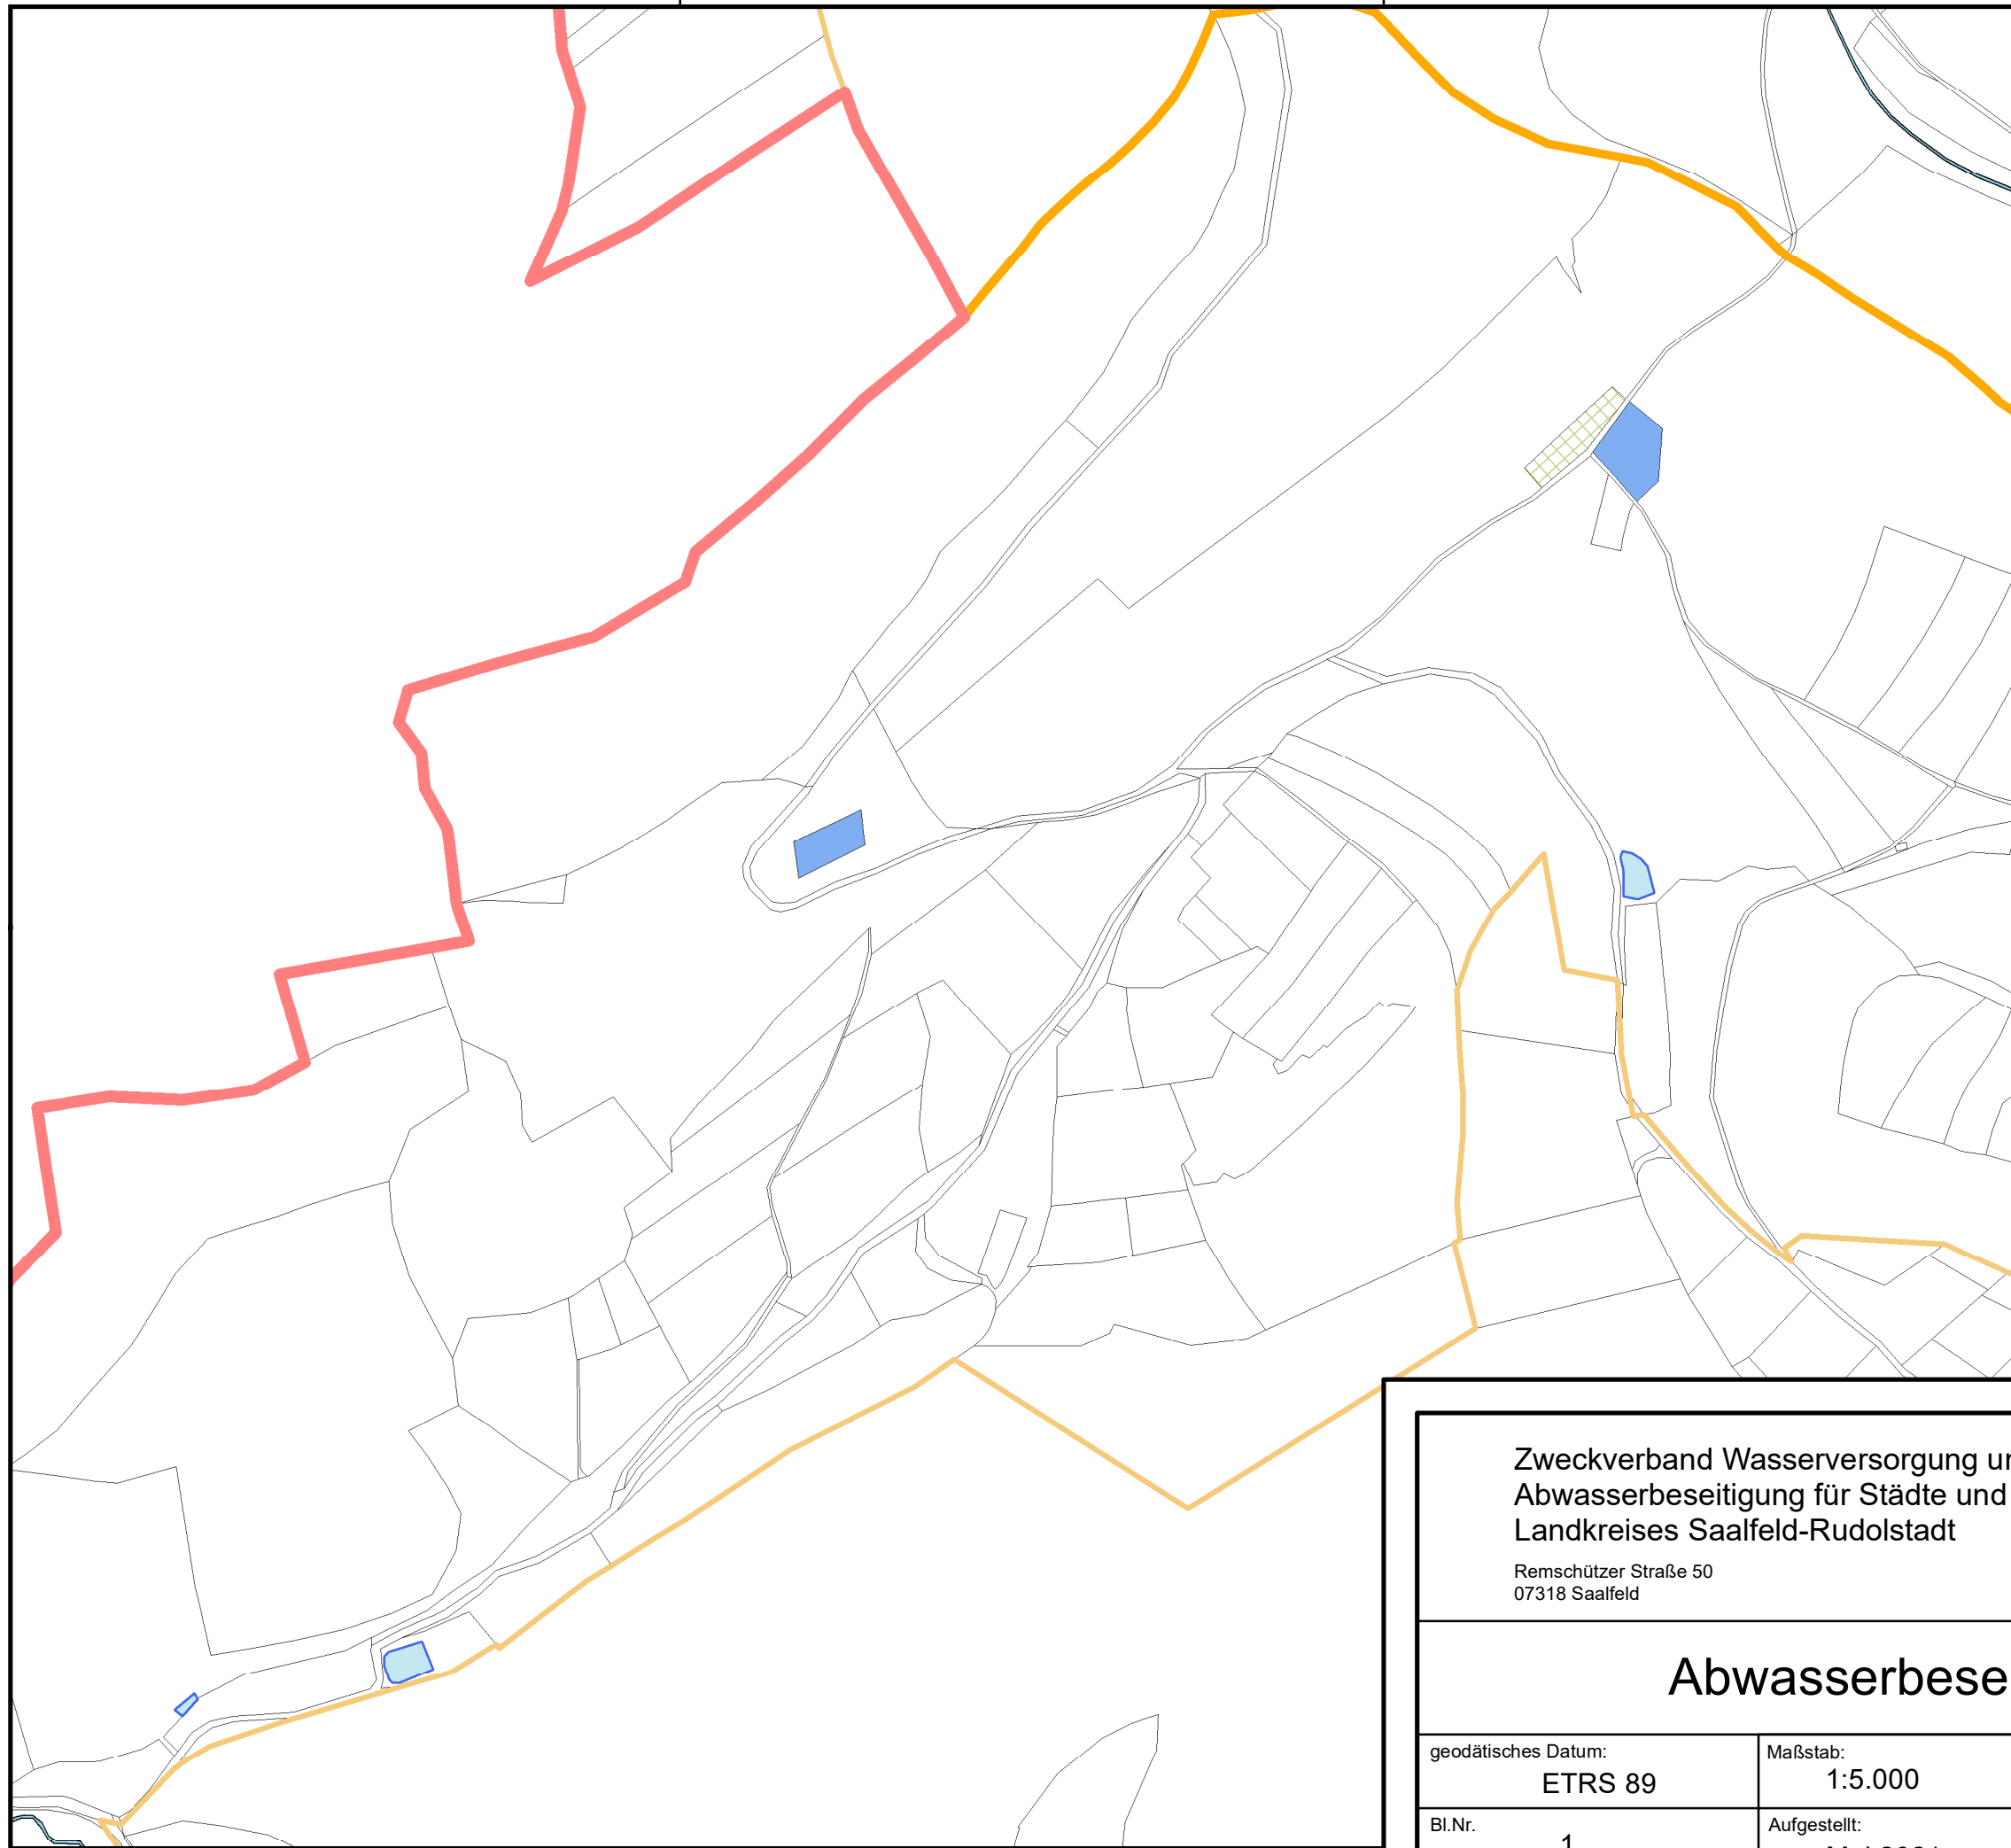 Zweckverband Wasserversorgung
Abwasserbeseitigung für Städte und
Landkreises Saalfeld-Rudolstadt
Remschützer Straße 50
07318 Saalfeld
Abwasserbese
geodätisches Datum:
ETRS 89
Maßstab:
1:5.000
Bl.Nr.
1
Aufgestellt: